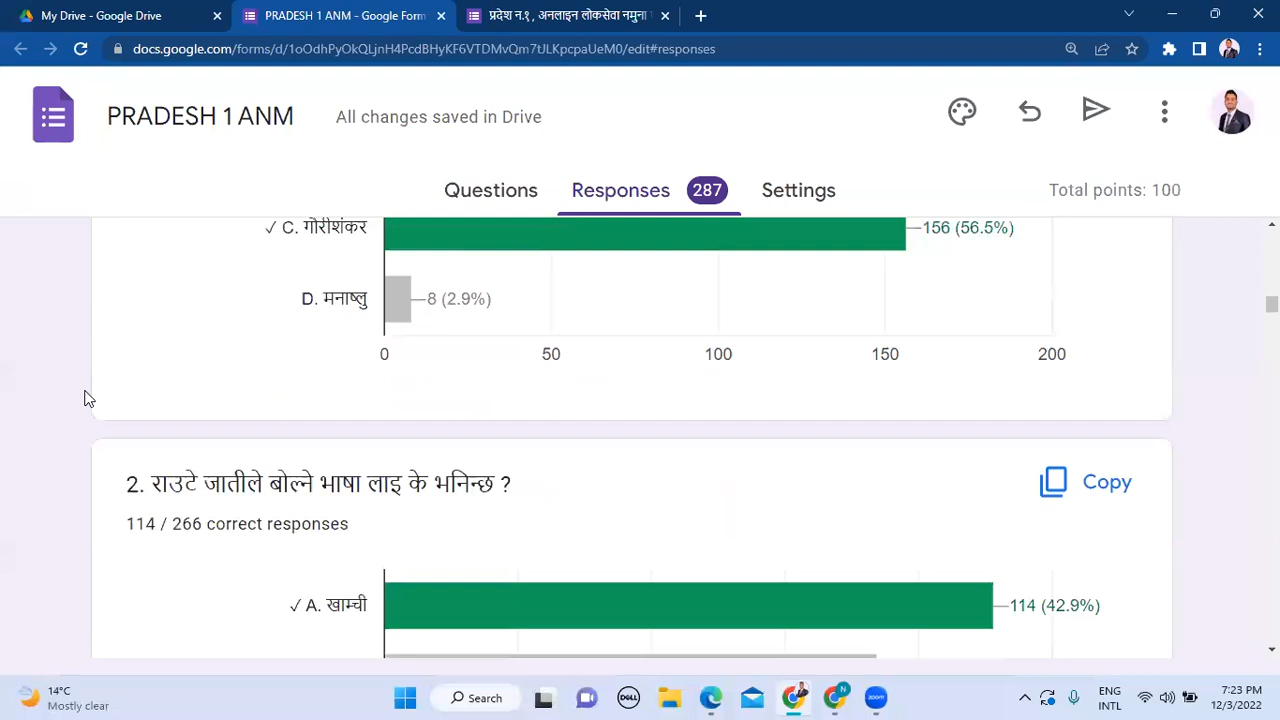 My Drive - Google Drive
PRADESH 1 ANM - Google Form
प्रदेश न.१ , अनलाइन लोकसेवा नमुना
docs.google.com/forms/d/1oOdhPyOkQLjnH4PcdBHyKF6VTDMvQm7tJLKpcpaUeM0/edit#responses
PRADESH 1 ANM
All changes saved in Drive
Questions
Responses
287
Settings
Total points: 100
✓ C. गौरीशंकर
156 (56.5%)
D. मनाष्लु
8 (2.9%)
0 50 100 150 200
2. राउटे जातीले बोल्ने भाषा लाइ के भनिन्छ ?
Copy
114 / 266 correct responses
✓ A. खाम्ची
114 (42.9%)
14°C
Mostly clear
Search
DELL
N
zoom
ENG
INTL
7:23 PM
12/3/2022